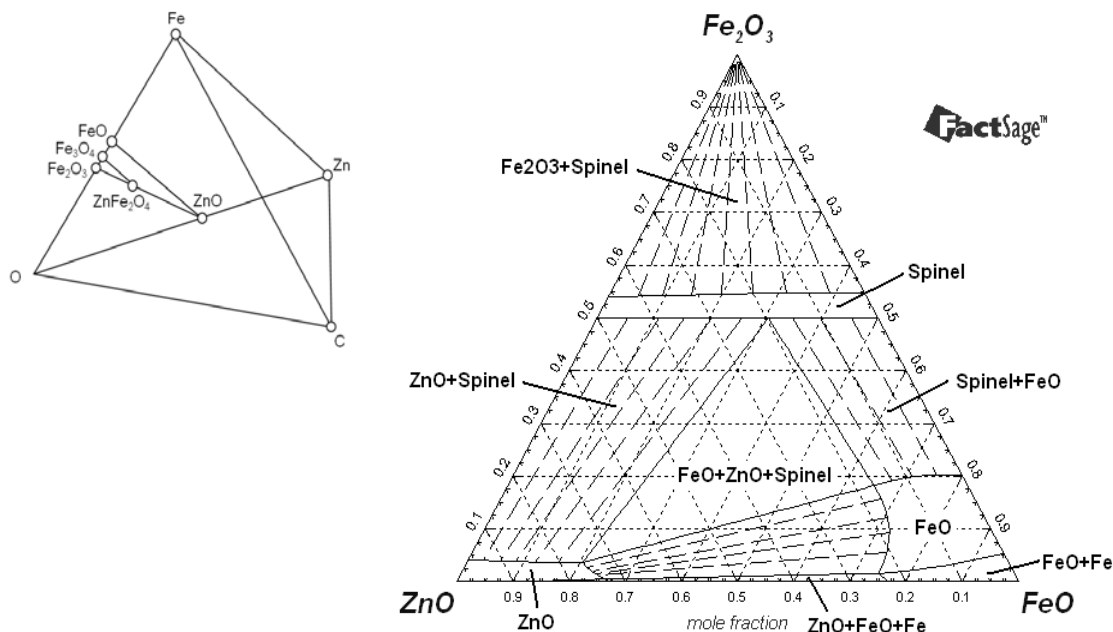 Fe
FeO
Fe3O4
Fe2O3
ZnFe2O4
ZnO
Zn
O
C
Fe₂O₃
FactSage™
0.9
0.1
0.8
0.2
Fe2O3+Spinel
0.7
0.3
0.6
0.4
Spinel
0.5
0.5
0.4
0.6
ZnO+Spinel
Spinel+FeO
0.3
0.7
0.2
0.8
FeO+ZnO+Spinel
0.1
0.9
FeO
FeO+Fe
ZnO
0.9 0.8 0.7 0.6 0.5 0.4 0.3 0.2 0.1
FeO
ZnO
mole fraction
ZnO+FeO+Fe